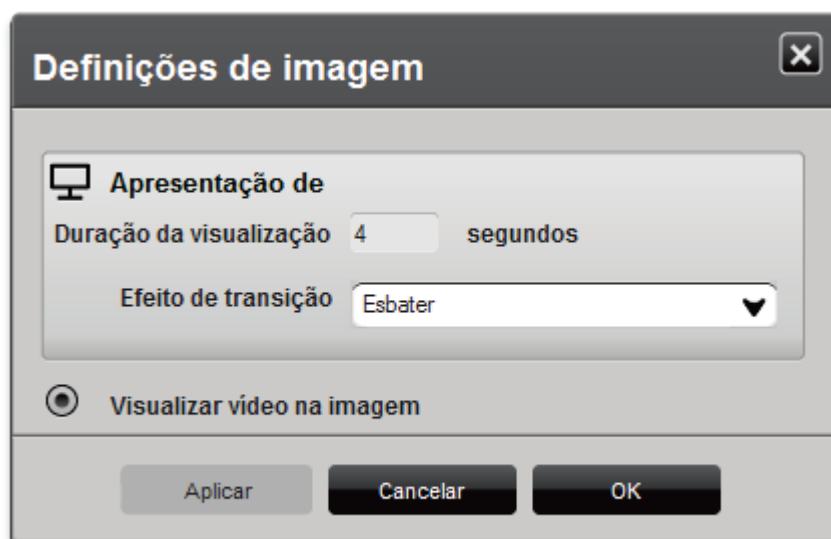 Definições de imagem
Apresentação de
Duração da visualização 4 segundos
Efeito de transição Esbater
Visualizar vídeo na imagem
Aplicar Cancelar OK